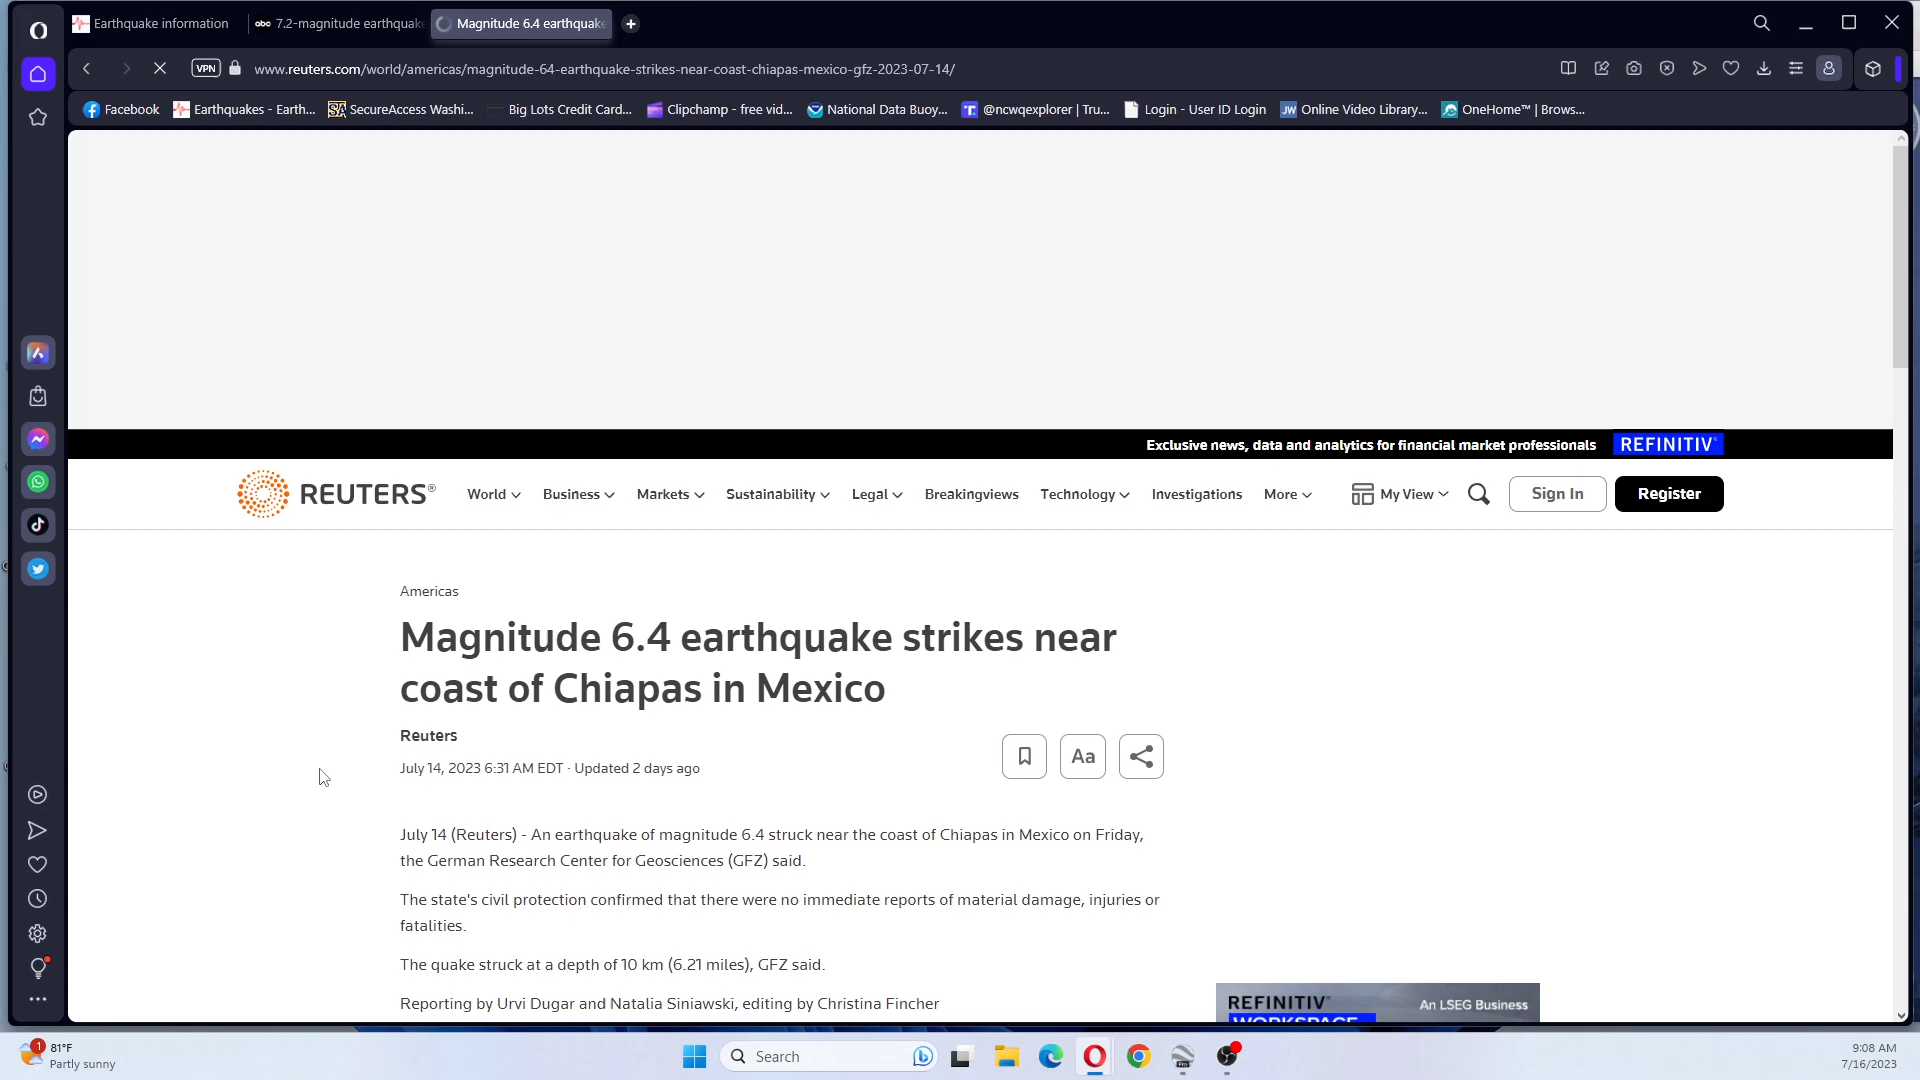 Earthquake information
7.2-magnitude earthquake
Magnitude 6.4 earthquake
VPN
www.reuters.com/world/americas/magnitude-64-earthquake-strikes-near-coast-chiapas-mexico-gfz-2023-07-14/
Facebook
Earthquakes - Earth...
SecureAccess Washi...
Big Lots Credit Card...
Clipchamp - free vid...
National Data Buoy...
@ncwqexplorer | Tru...
Login - User ID Login
Online Video Library...
OneHome™ | Brows...
Exclusive news, data and analytics for financial market professionals
REFINITIV
REUTERS®
World
Business
Markets
Sustainability
Legal
Breakingviews
Technology
Investigations
More
My View
Sign In
Register
Americas
Magnitude 6.4 earthquake strikes near
coast of Chiapas in Mexico
Reuters
July 14, 2023 6:31 AM EDT · Updated 2 days ago
Aa
July 14 (Reuters) - An earthquake of magnitude 6.4 struck near the coast of Chiapas in Mexico on Friday,
the German Research Center for Geosciences (GFZ) said.
The state's civil protection confirmed that there were no immediate reports of material damage, injuries or
fatalities.
The quake struck at a depth of 10 km (6.21 miles), GFZ said.
Reporting by Urvi Dugar and Natalia Siniawski, editing by Christina Fincher
REFINITIV
An LSEG Business
WORKSPACE
1
81°F
Partly sunny
Search
9:08 AM
7/16/2023